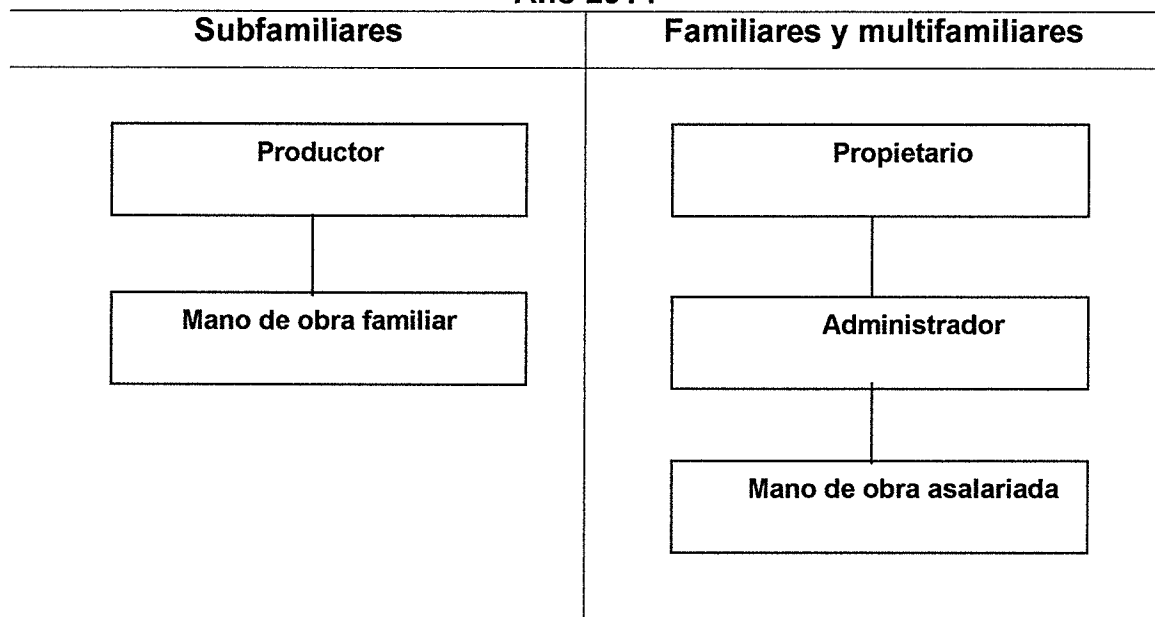 Subfamiliares
Familiares y multifamiliares
Productor
Mano de obra familiar
Propietario
Administrador
Mano de obra asalariada